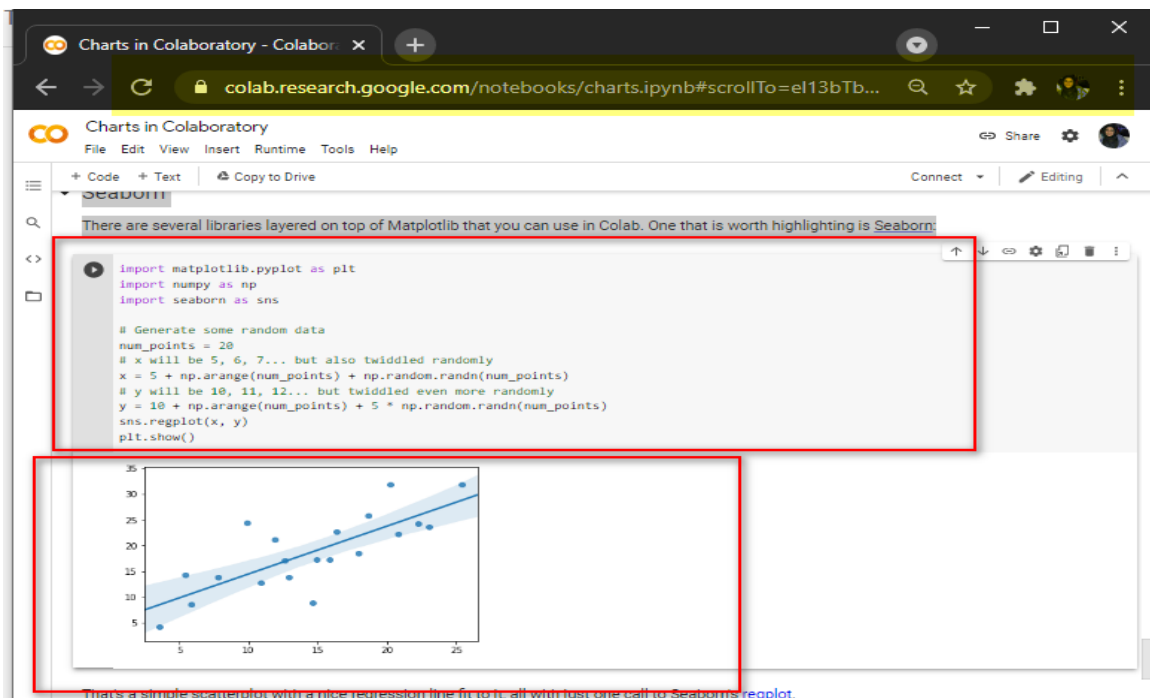 Charts in Colaboratory - Colabor
colab.research.google.com/notebooks/charts.ipynb#scrollTo=eI13bTb...
Charts in Colaboratory
File Edit View Insert Runtime Tools Help
Share
+ Code + Text Copy to Drive
Connect
Editing
Seaborn
There are several libraries layered on top of Matplotlib that you can use in Colab. One that is worth highlighting is Seaborn:
import matplotlib.pyplot as plt
import numpy as np
import seaborn as sns
# Generate some random data
num_points = 20
# x will be 5, 6, 7... but also twiddled randomly
x = 5 + np.arange(num_points) + np.random.randn(num_points)
# y will be 10, 11, 12... but twiddled even more randomly
y = 10 + np.arange(num_points) + 5 * np.random.randn(num_points)
sns.regplot(x, y)
plt.show()
35
30
25
20
15
10
5
5 10 15 20 25
That's a simple scatterplot with a nice regression line fit to it, all with just one call to Seaborn's regplot.